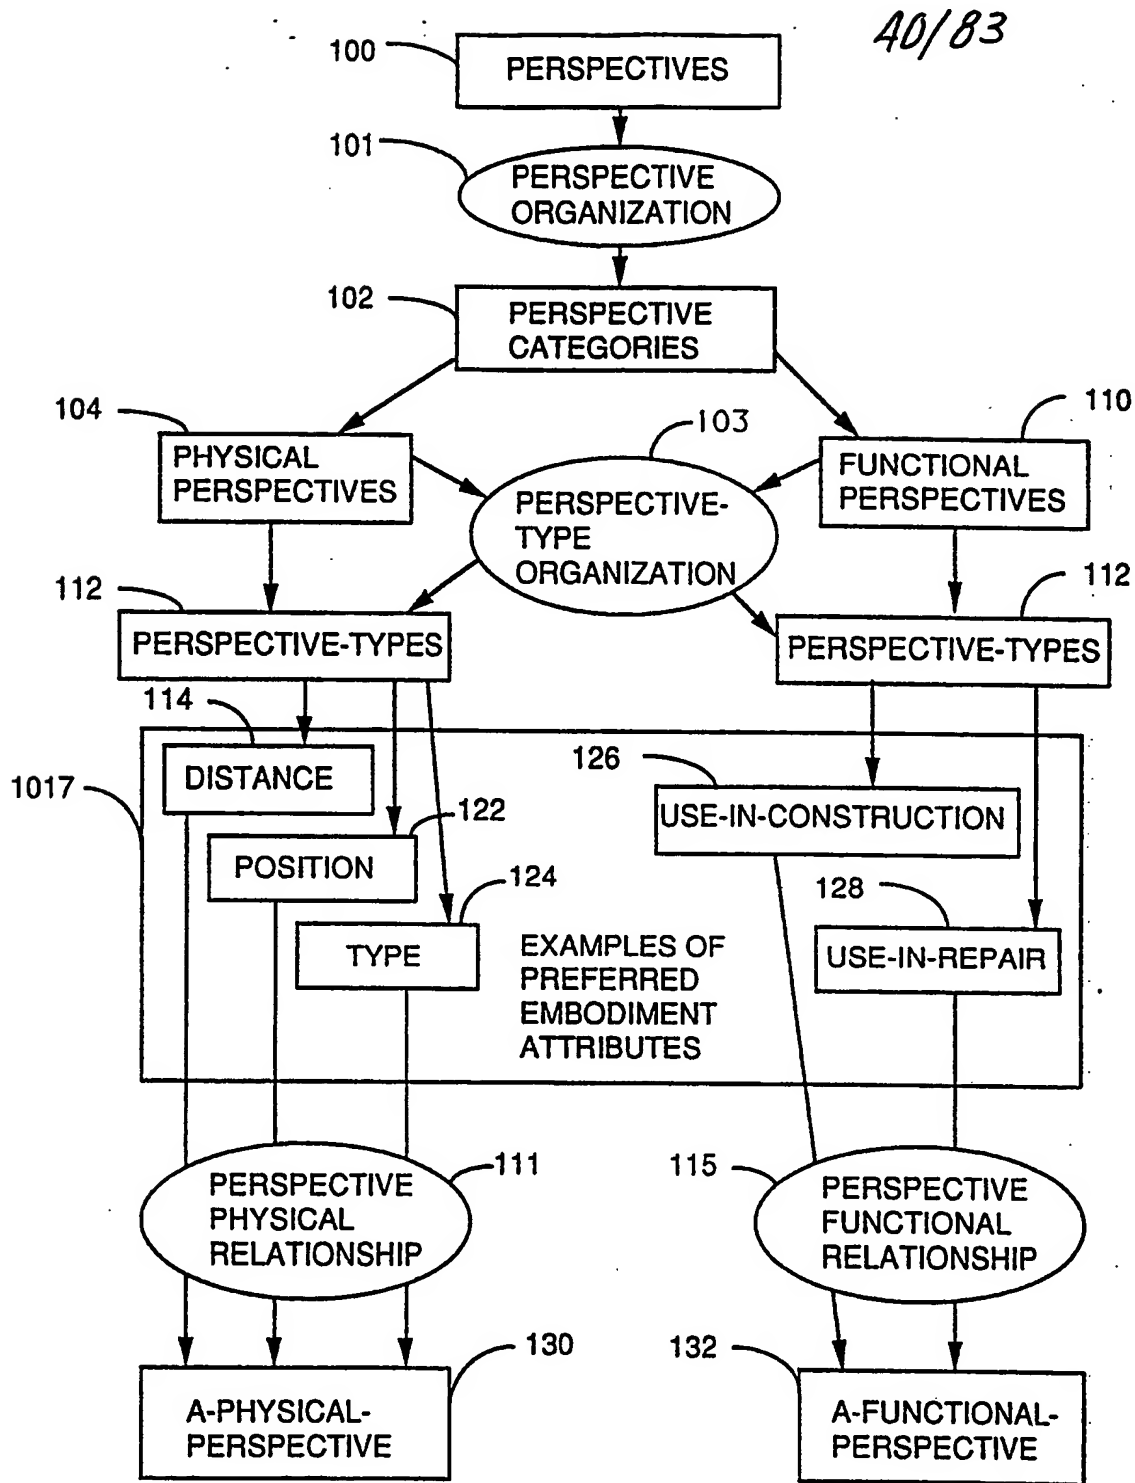 40/83
100
PERSPECTIVES
101
PERSPECTIVE
ORGANIZATION
102
PERSPECTIVE
CATEGORIES
104
103
110
PHYSICAL
PERSPECTIVES
PERSPECTIVE-
TYPE
ORGANIZATION
FUNCTIONAL
PERSPECTIVES
112
112
PERSPECTIVE-TYPES
PERSPECTIVE-TYPES
114
DISTANCE
126
1017
122
USE-IN-CONSTRUCTION
POSITION
124
128
TYPE
EXAMPLES OF
PREFERRED
EMBODIMENT
ATTRIBUTES
USE-IN-REPAIR
111
115
PERSPECTIVE
PHYSICAL
RELATIONSHIP
PERSPECTIVE
FUNCTIONAL
RELATIONSHIP
130
132
A-PHYSICAL-
PERSPECTIVE
A-FUNCTIONAL-
PERSPECTIVE